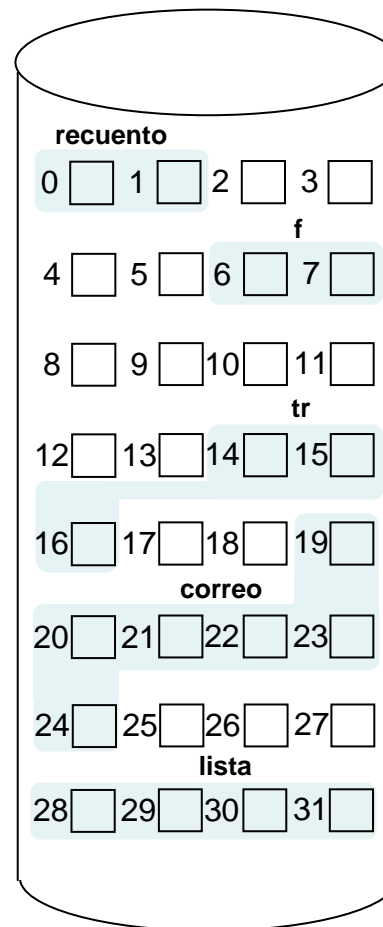 recuento
0 1 2 3
f
4 5 6 7
8 9 10 11
tr
12 13 14 15
16 17 18 19
correo
20 21 22 23
24 25 26 27
lista
28 29 30 31